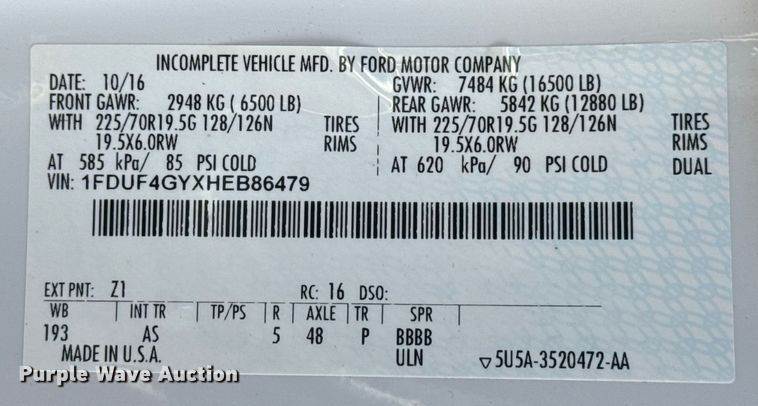 INCOMPLETE VEHICLE MFD. BY FORD MOTOR COMPANY
DATE: 10/16 GVWR: 7484 KG (16500 LB)
FRONT GAWR: 2948 KG ( 6500 LB) REAR GAWR: 5842 KG (12880 LB)
WITH 225/70R19.5G 128/126N TIRES WITH 225/70R19.5G 128/126N TIRES
19.5X6.0RW RIMS 19.5X6.0RW RIMS
AT 585 kPa/ 85 PSI COLD AT 620 kPa/ 90 PSI COLD DUAL
VIN: 1FDUF4GYXHEB86479
EXT PNT: Z1 RC: 16 DSO:
WB INT TR TP/PS R AXLE TR SPR
193 AS 5 48 P BBBB
MADE IN U.S.A. ULN ▽5U5A-3520472-AA
Purple Wave Auction